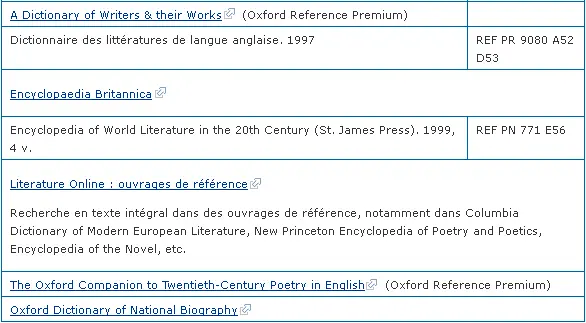 A Dictionary of Writers & their Works (Oxford Reference Premium)
Dictionnaire des littératures de langue anglaise. 1997
REF PR 9080 A52
D53
Encyclopaedia Britannica
Encyclopedia of World Literature in the 20th Century (St. James Press). 1999,
4 v.
REF PN 771 E56
Literature Online : ouvrages de référence
Recherche en texte intégral dans des ouvrages de référence, notamment dans Columbia
Dictionary of Modern European Literature, New Princeton Encyclopedia of Poetry and Poetics,
Encyclopedia of the Novel, etc.
The Oxford Companion to Twentieth-Century Poetry in English (Oxford Reference Premium)
Oxford Dictionary of National Biography